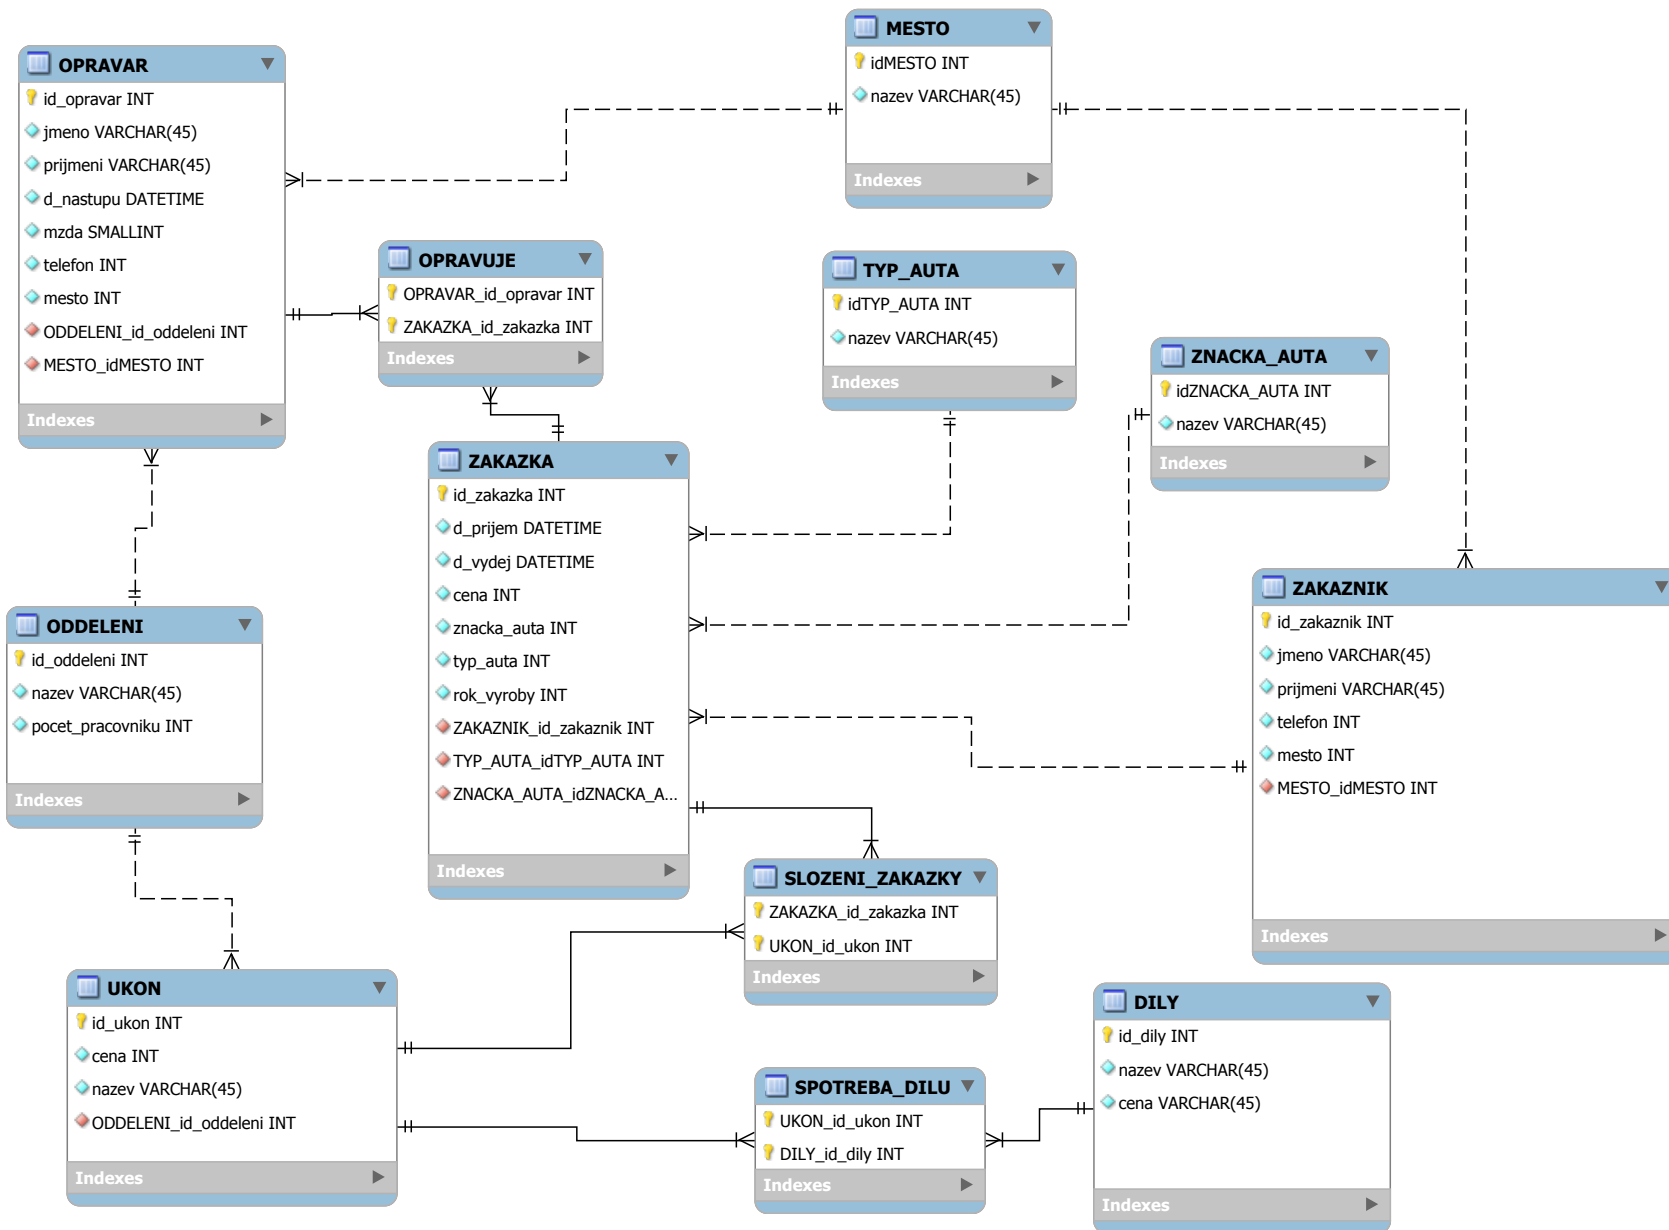 OPRAVAR
id_opravar INT
jmeno VARCHAR(45)
prijmeni VARCHAR(45)
d_nastupu DATETIME
mzda SMALLINT
telefon INT
mesto INT
ODDELENI_id_oddeleni INT
MESTO_idMESTO INT
Indexes
MESTO
idMESTO INT
nazev VARCHAR(45)
Indexes
OPRAVUJE
OPRAVAR_id_opravar INT
ZAKAZKA_id_zakazka INT
Indexes
TYP_AUTA
idTYP_AUTA INT
nazev VARCHAR(45)
Indexes
ZNACKA_AUTA
idZNACKA_AUTA INT
nazev VARCHAR(45)
Indexes
ZAKAZKA
id_zakazka INT
d_prijem DATETIME
d_vydej DATETIME
cena INT
znacka_auta INT
typ_auta INT
rok_vyroby INT
ZAKAZNIK_id_zakaznik INT
TYP_AUTA_idTYP_AUTA INT
ZNACKA_AUTA_idZNACKA_A...
Indexes
ODDELENI
id_oddeleni INT
nazev VARCHAR(45)
pocet_pracovniku INT
Indexes
ZAKAZNIK
id_zakaznik INT
jmeno VARCHAR(45)
prijmeni VARCHAR(45)
telefon INT
mesto INT
MESTO_idMESTO INT
Indexes
SLOZENI_ZAKAZKY
ZAKAZKA_id_zakazka INT
UKON_id_ukon INT
Indexes
UKON
id_ukon INT
cena INT
nazev VARCHAR(45)
ODDELENI_id_oddeleni INT
Indexes
SPOTREBA_DILU
UKON_id_ukon INT
DILY_id_dily INT
Indexes
DILY
id_dily INT
nazev VARCHAR(45)
cena VARCHAR(45)
Indexes